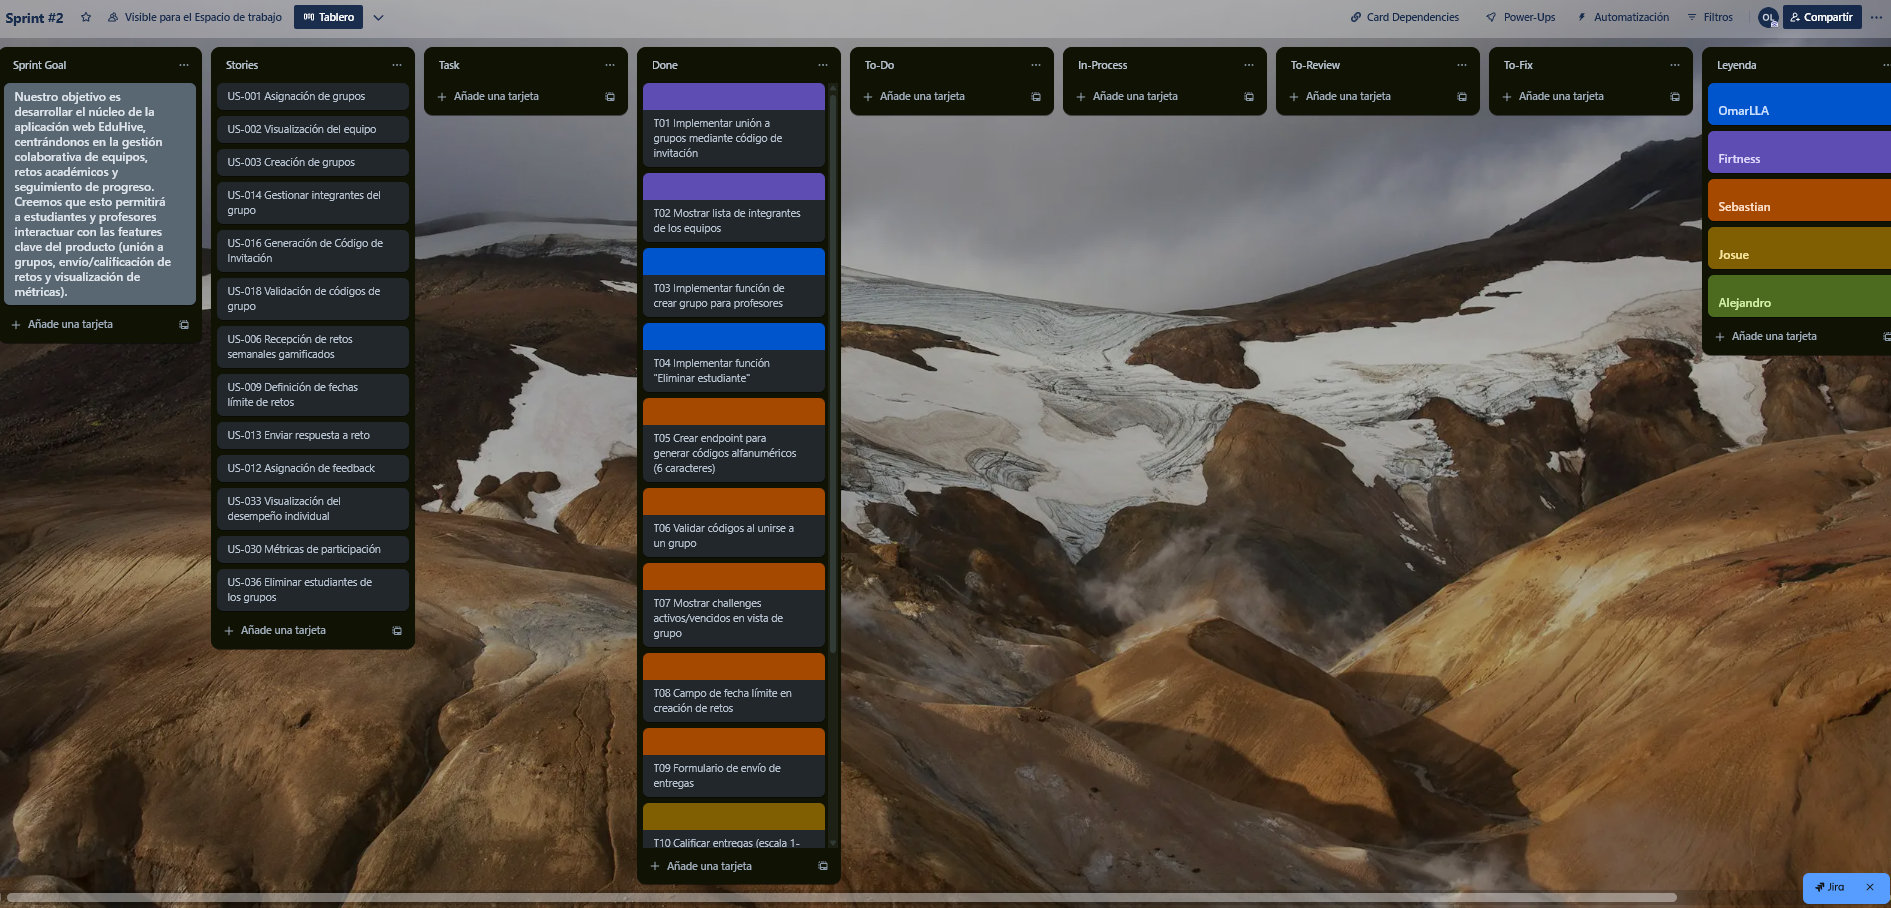 Sprint #2
Visible para el Espacio de trabajo
Tablero
Card Dependencies
Power-Ups
Automatización
Filtros
OL
Compartir
Sprint Goal
Nuestro objetivo es
desarrollar el núcleo de la
aplicación web EduHive,
centrándonos en la gestión
colaborativa de equipos,
retos académicos y
seguimiento de progreso.
Creemos que esto permitirá
a estudiantes y profesores
interactuar con las features
clave del producto (unión a
grupos, envío/calificación de
retos y visualización de
métricas).
Añade una tarjeta
Stories
US-001 Asignación de grupos
US-002 Visualización del equipo
US-003 Creación de grupos
US-014 Gestionar integrantes del
grupo
US-016 Generación de Código de
Invitación
US-018 Validación de códigos de
grupo
US-006 Recepción de retos
semanales gamificados
US-009 Definición de fechas
límite de retos
US-013 Enviar respuesta a reto
US-012 Asignación de feedback
US-033 Visualización del
desempeño individual
US-030 Métricas de participación
US-036 Eliminar estudiantes de
los grupos
Añade una tarjeta
Task
Añade una tarjeta
Done
T01 Implementar unión a
grupos mediante código de
invitación
T02 Mostrar lista de integrantes
de los equipos
T03 Implementar función de
crear grupo para profesores
T04 Implementar función
"Eliminar estudiante"
T05 Crear endpoint para
generar códigos alfanuméricos
(6 caracteres)
T06 Validar códigos al unirse a
un grupo
T07 Mostrar challenges
activos/vencidos en vista de
grupo
T08 Campo de fecha límite en
creación de retos
T09 Formulario de envío de
entregas
T10 Calificar entregas (escala 1-
Añade una tarjeta
To-Do
Añade una tarjeta
In-Process
Añade una tarjeta
To-Review
Añade una tarjeta
To-Fix
Añade una tarjeta
Leyenda
OmarLLA
Firtness
Sebastian
Josue
Alejandro
Añade una tarjeta
Jira